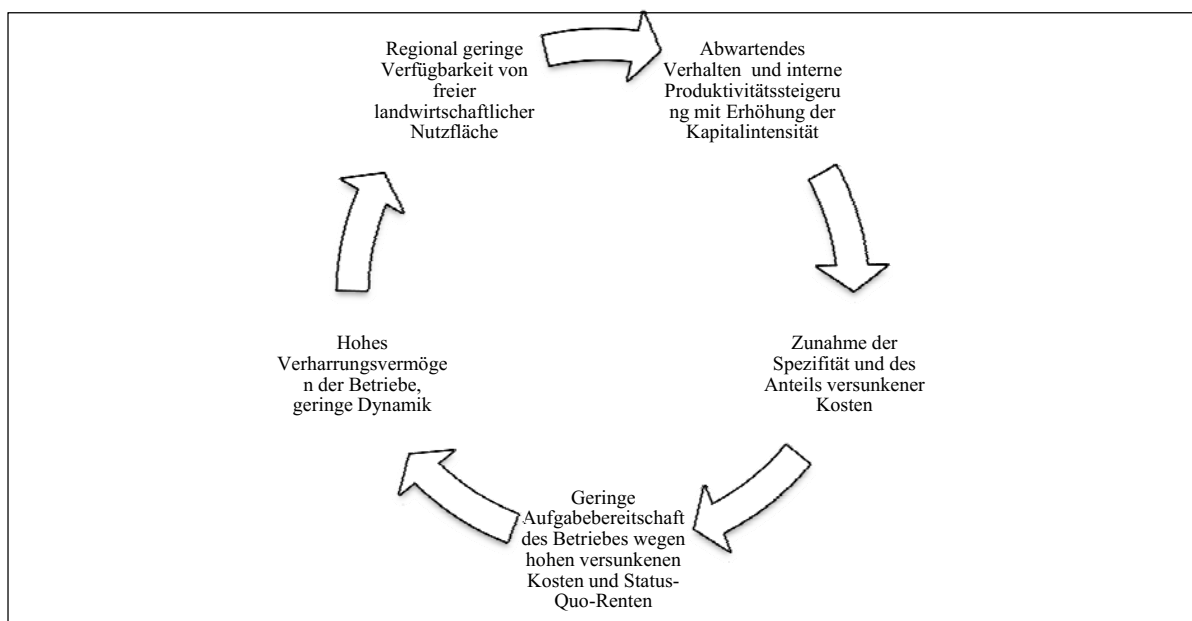 Regional geringe
Verfügbarkeit von
freier
landwirtschaftlicher
Nutzfläche
Abwartendes
Verhalten und interne
Produktivitätssteigeru
ng mit Erhöhung der
Kapitalintensität
Zunahme der
Spezifität und des
Anteils versunkener
Kosten
Geringe
Aufgabebereitschaft
des Betriebes wegen
hohen versunkenen
Kosten und Status-
Quo-Renten
Hohes
Verharrungsvermöge
n der Betriebe,
geringe Dynamik